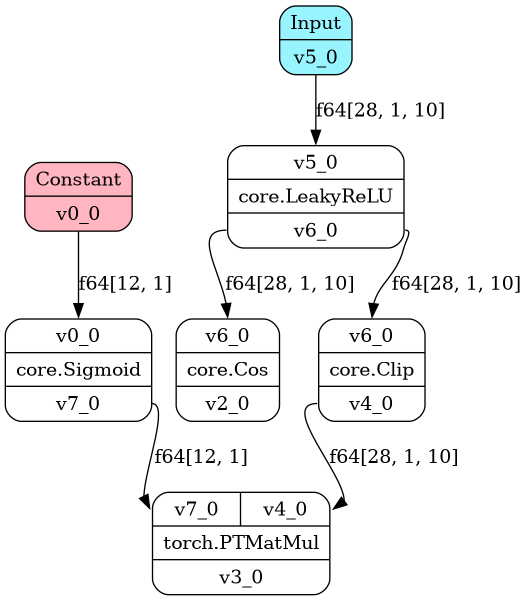 Input
v5_0
f64[28, 1, 10]
v5_0
core.LeakyReLU
v6_0
Constant
v0_0
f64[12, 1]
f64[28, 1, 10]
f64[28, 1, 10]
v0_0
core.Sigmoid
v7_0
v6_0
core.Cos
v2_0
v6_0
core.Clip
v4_0
f64[12, 1]
f64[28, 1, 10]
v7_0 v4_0
torch.PTMatMul
v3_0